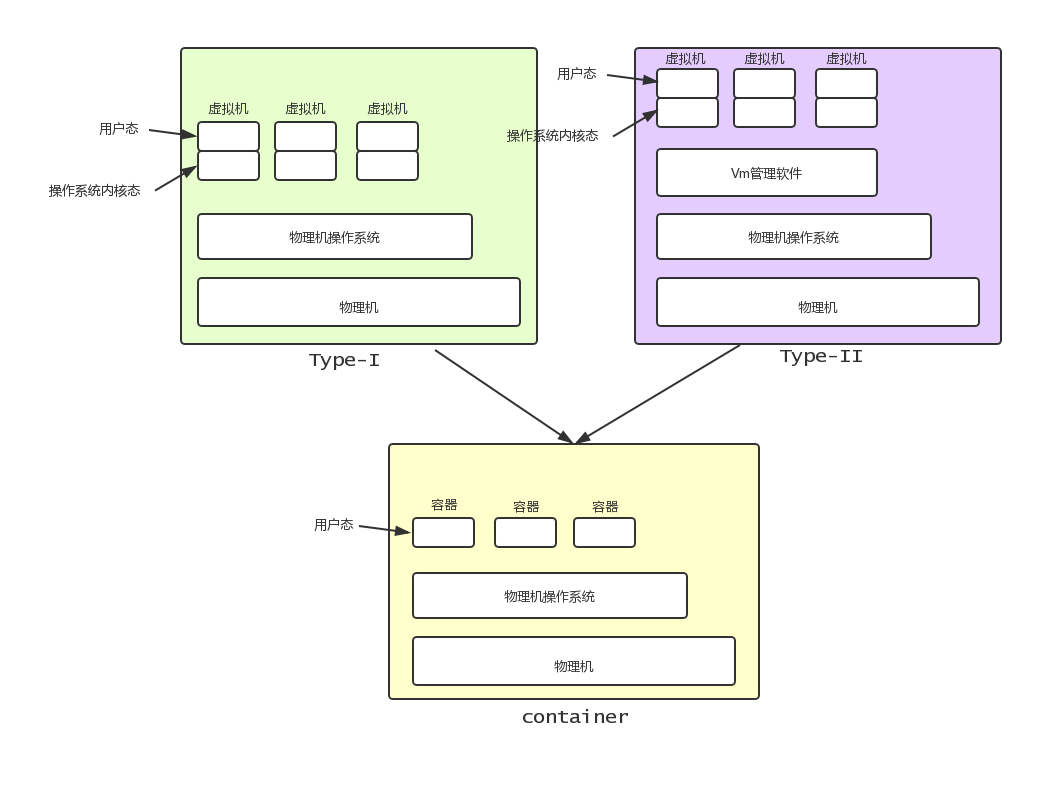 虚拟机
虚拟机
虚拟机
用户态
操作系统内核态
物理机操作系统
物理机
Type-I
虚拟机
虚拟机
虚拟机
用户态
操作系统内核态
Vm管理软件
物理机操作系统
物理机
Type-II
容器
容器
容器
用户态
物理机操作系统
物理机
container